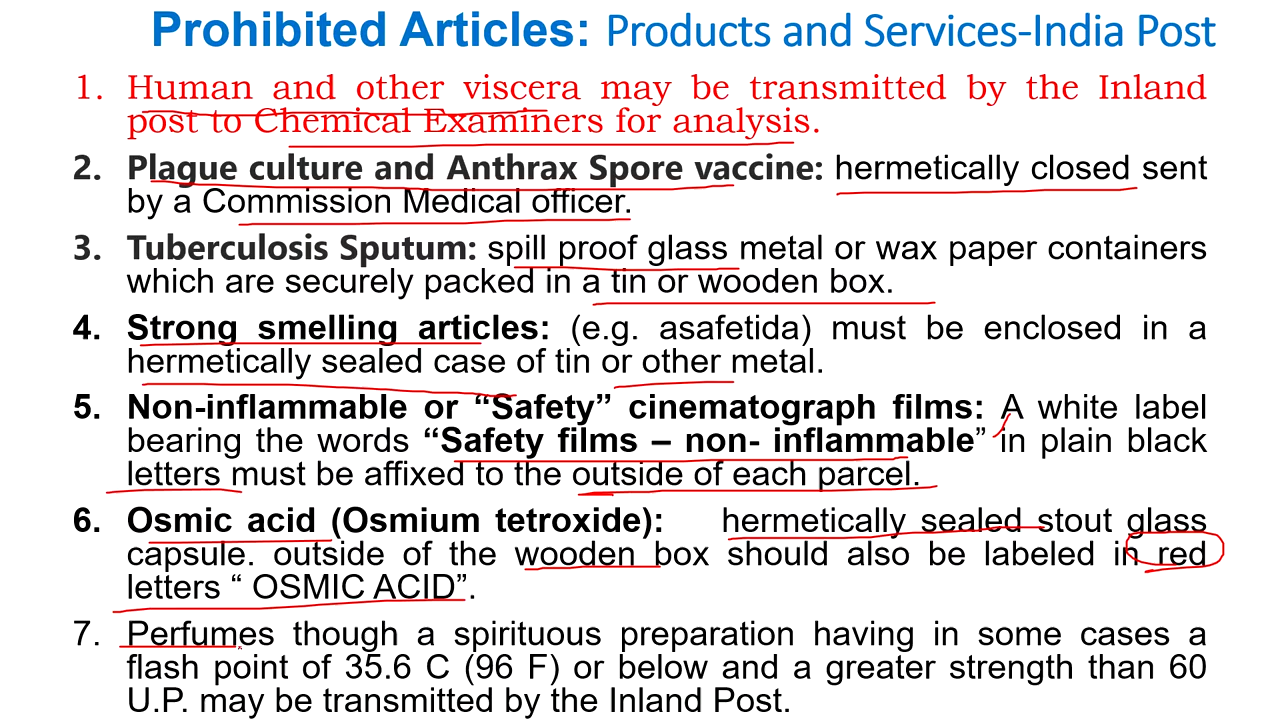 Prohibited Articles: Products and Services-India Post
1. Human and other viscera may be transmitted by the Inland
post to Chemical Examiners for analysis.
2. Plague culture and Anthrax Spore vaccine: hermetically closed sent
by a Commission Medical officer.
3. Tuberculosis Sputum: spill proof glass metal or wax paper containers
which are securely packed in a tin or wooden box.
4. Strong smelling articles: (e.g. asafetida) must be enclosed in a
hermetically sealed case of tin or other metal.
5. Non-inflammable or “Safety” cinematograph films: A white label
bearing the words “Safety films – non- inflammable” in plain black
letters must be affixed to the outside of each parcel.
6. Osmic acid (Osmium tetroxide): hermetically sealed stout glass
capsule. outside of the wooden box should also be labeled in red
letters “ OSMIC ACID”.
7. Perfumes though a spirituous preparation having in some cases a
flash point of 35.6 C (96 F) or below and a greater strength than 60
U.P. may be transmitted by the Inland Post.